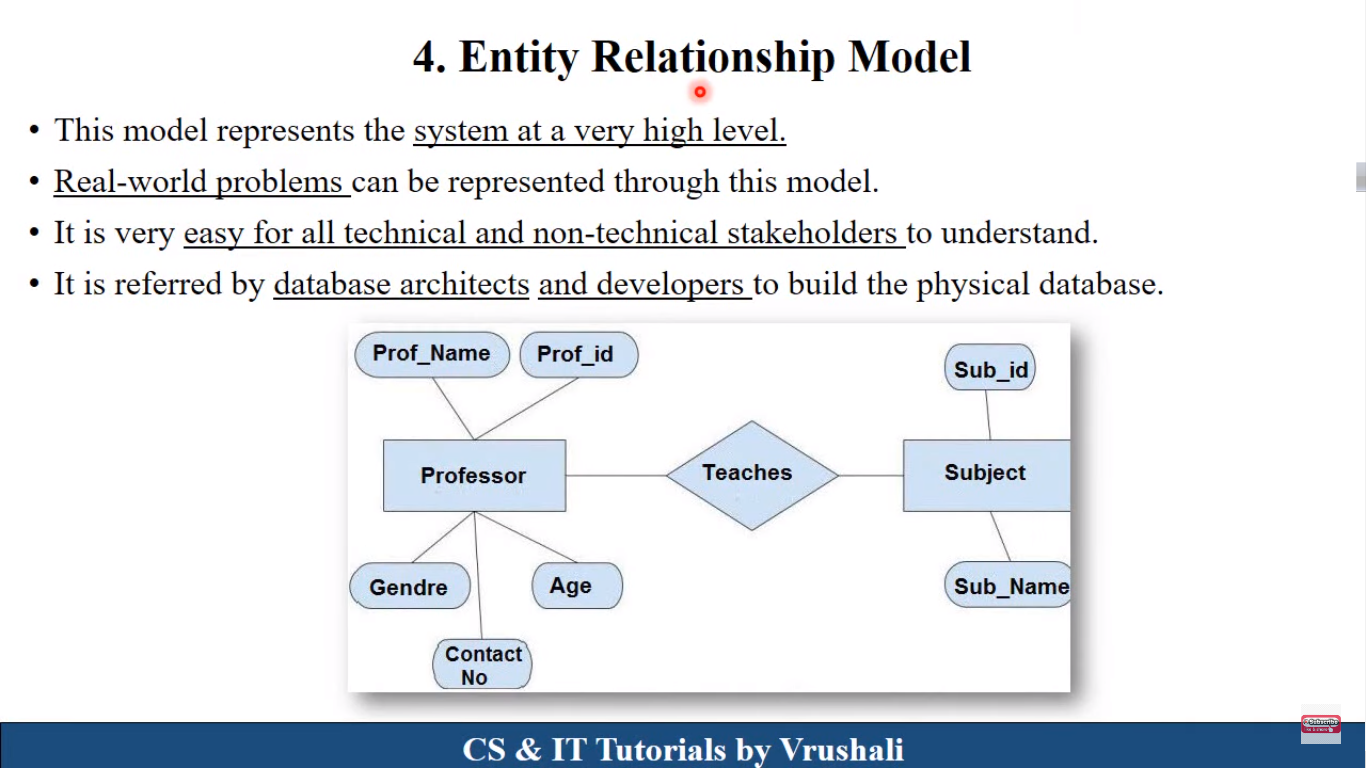 4. Entity Relationship Model
• This model represents the system at a very high level.
• Real-world problems can be represented through this model.
• It is very easy for all technical and non-technical stakeholders to understand.
• It is referred by database architects and developers to build the physical database.
Prof_Name
Prof_id
Sub_id
Professor
Teaches
Subject
Gendre
Age
Sub_Name
Contact
No
CS & IT Tutorials by Vrushali
Subscribe